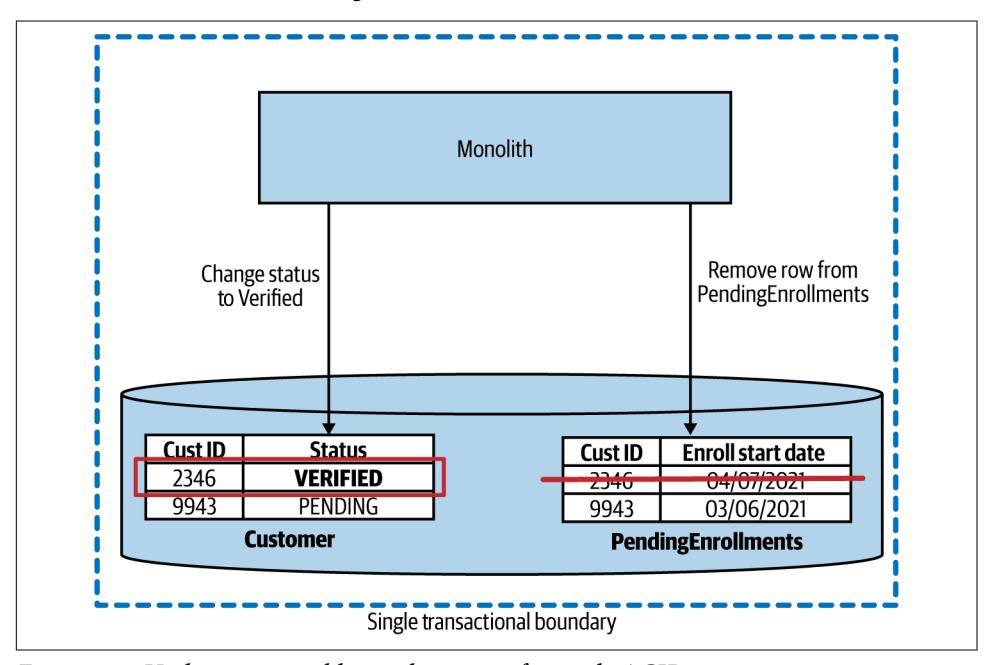 Monolith
Change status
to Verified
Remove row from
PendingEnrollments
Cust ID Status
2346 VERIFIED
9943 PENDING
Customer
Cust ID Enroll start date
2346 04/07/2021
9943 03/06/2021
PendingEnrollments
Single transactional boundary